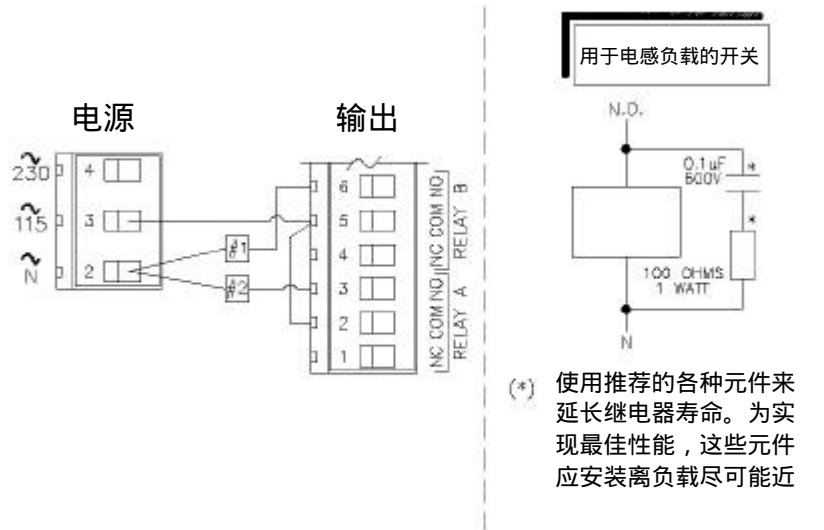 电源
输出
~
230
4
~
115
3
~
N
2
#1
#2
6
5
4
3
2
1
NC COM NO
RELAY B
NC COM NO
RELAY A
用于电感负载的开关
N.O.
0.1uF
600V
*
*
100 OHMS
1 WATT
N
(*) 使用推荐的各种元件来
延长继电器寿命。为实
现最佳性能，这些元件
应安装离负载尽可能近